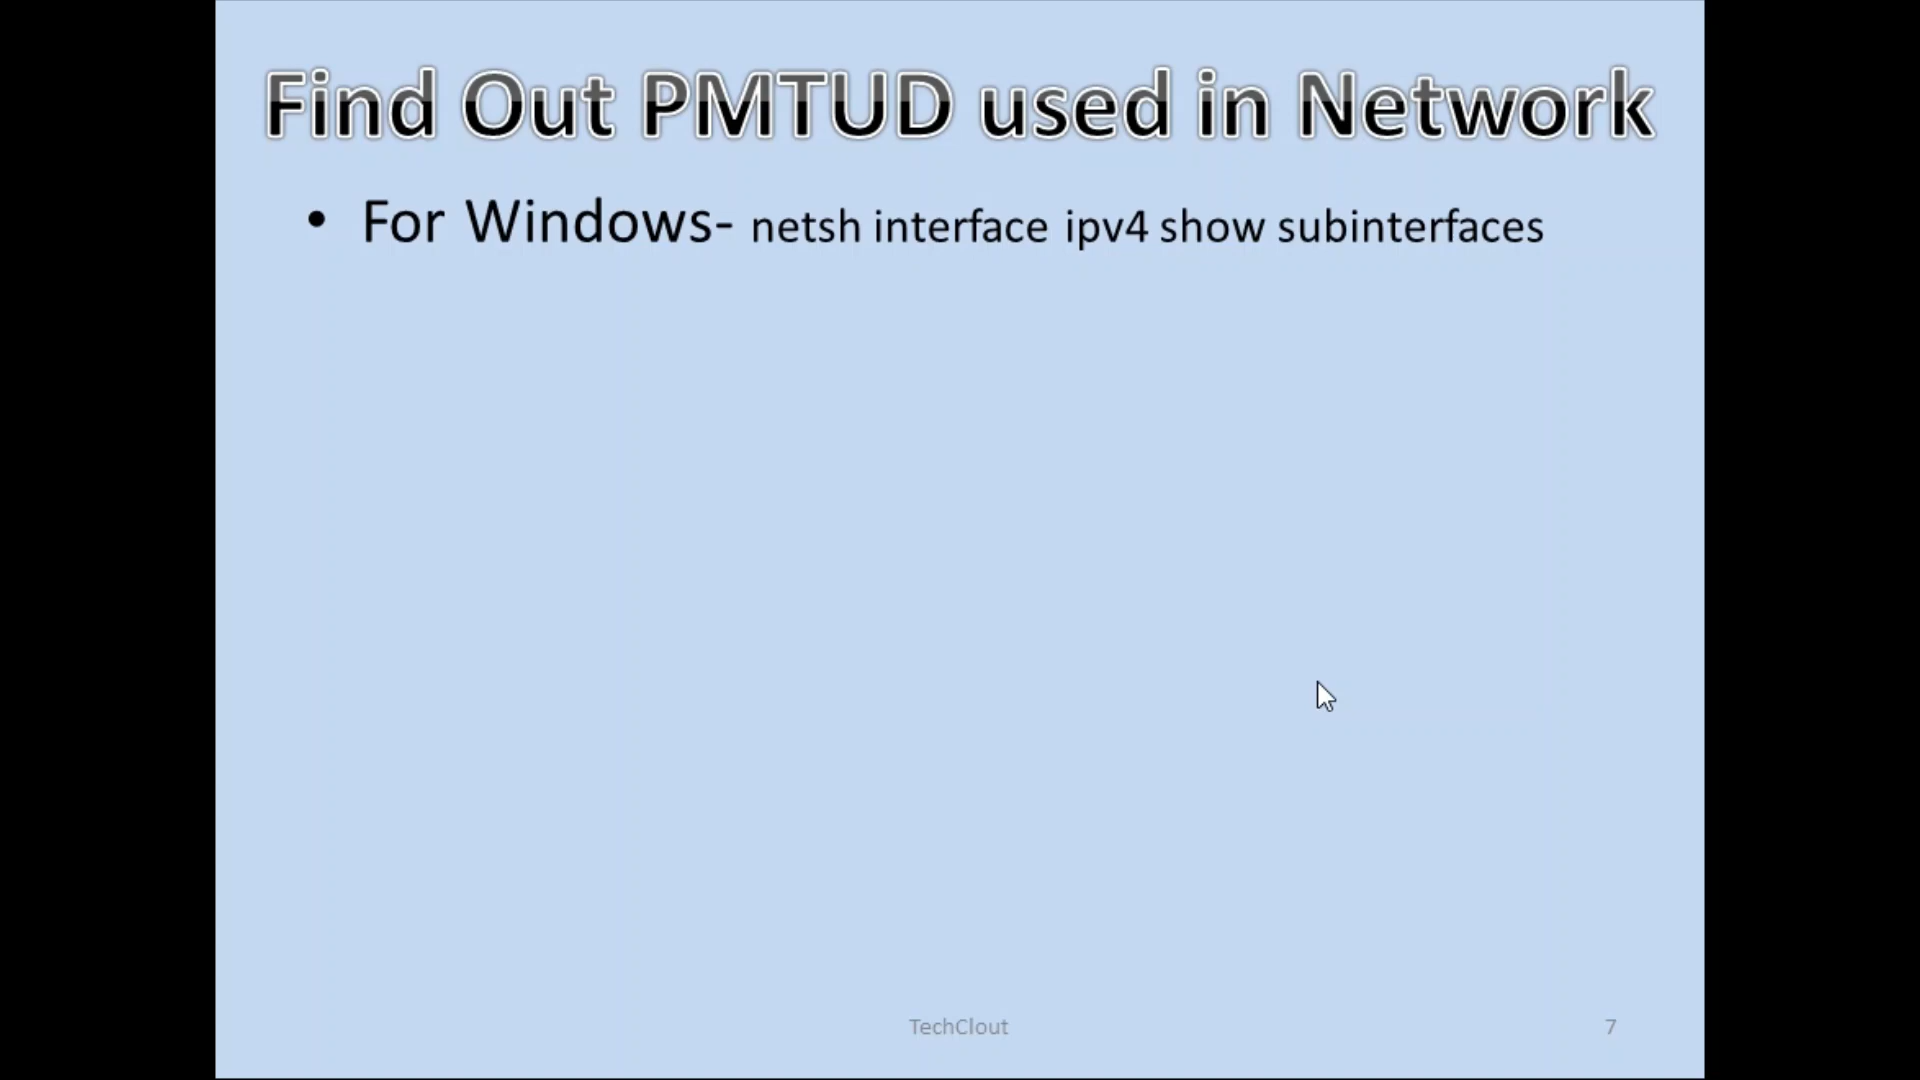 Find Out PMTUD used in Network
• For Windows- netsh interface ipv4 show subinterfaces
TechClout
7